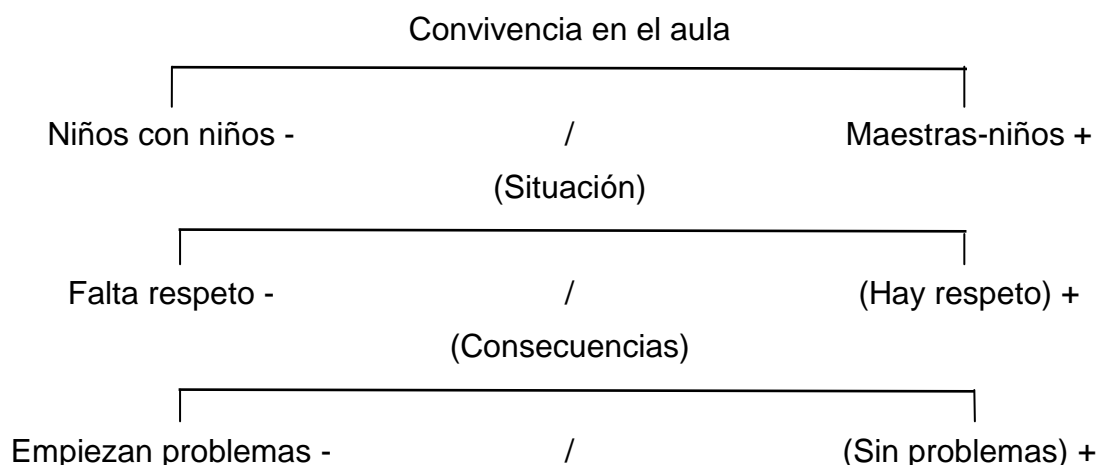 Convivencia en el aula
Niños con niños - / Maestras-niños +
(Situación)
Falta respeto - / (Hay respeto) +
(Consecuencias)
Empiezan problemas - / (Sin problemas) +